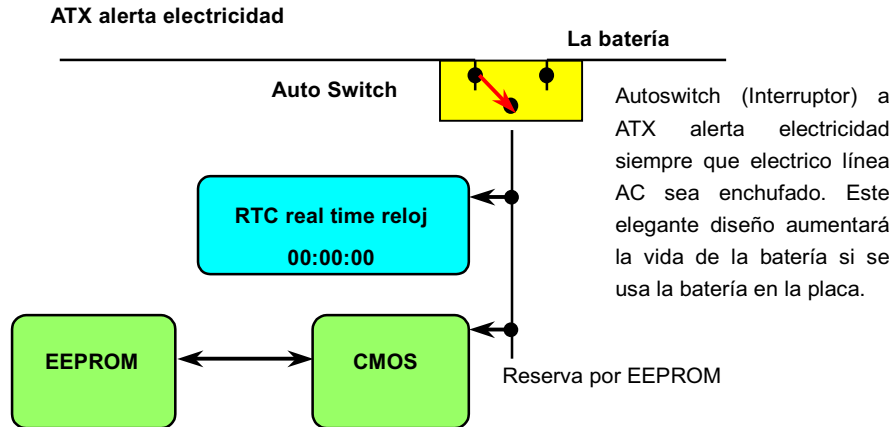 ATX alerta electricidad
La batería
Auto Switch
Autoswitch (Interruptor) a
ATX alerta electricidad
siempre que electrico línea
AC sea enchufado. Este
elegante diseño aumentará
la vida de la batería si se
usa la batería en la placa.
RTC real time reloj
00:00:00
EEPROM
CMOS
Reserva por EEPROM